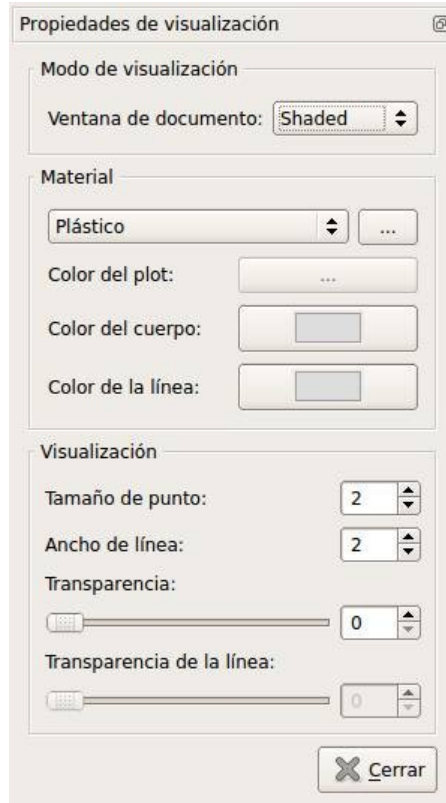 Propiedades de visualización
Modo de visualización
Ventana de documento: Shaded
Material
Plástico ...
Color del plot: ...
Color del cuerpo:
Color de la línea:
Visualización
Tamaño de punto: 2
Ancho de línea: 2
Transparencia:
0
Transparencia de la línea:
0
Cerrar